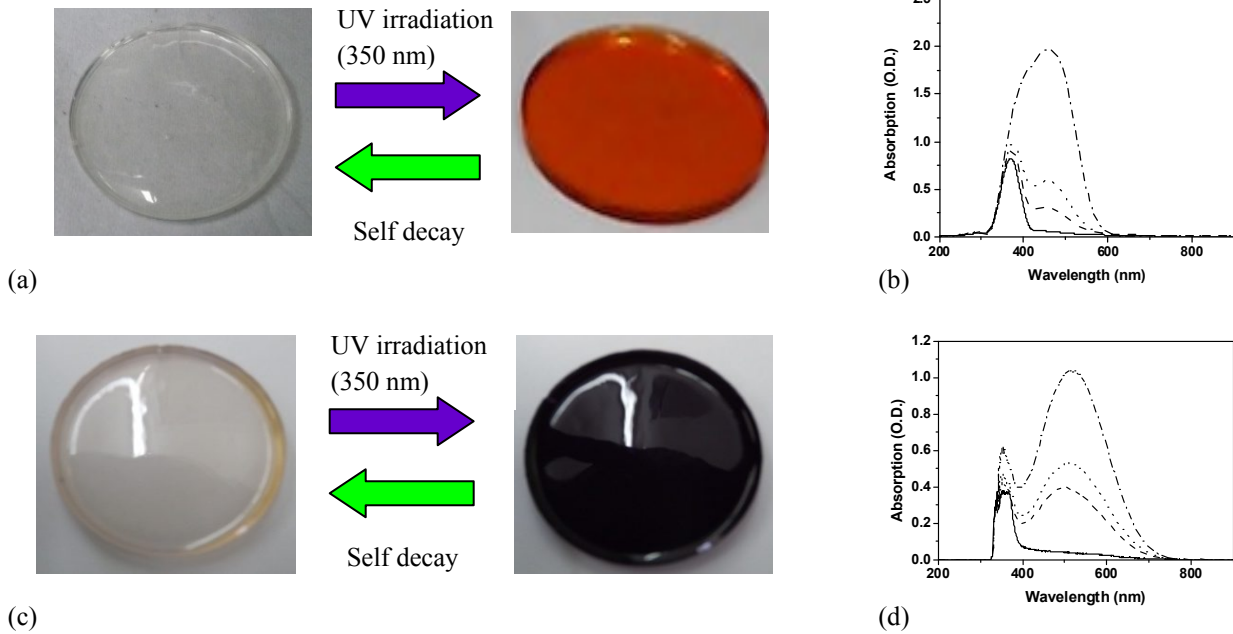 UV irradiation
(350 nm)
Self decay
(a)
2.0
1.5
1.0
0.5
0.0
200
400
600
800
Absorbption (O.D.)
Wavelength (nm)
(b)
UV irradiation
(350 nm)
Self decay
(c)
1.2
1.0
0.8
0.6
0.4
0.2
0.0
200
400
600
800
Absorption (O.D.)
Wavelength (nm)
(d)